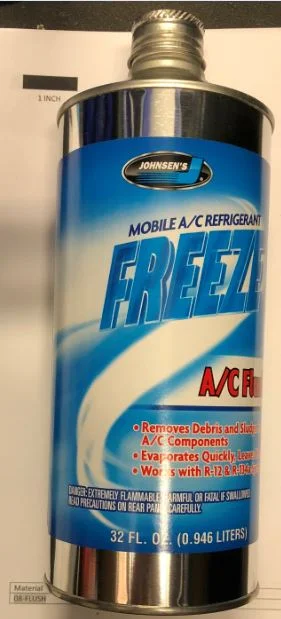 1 INCH
JOHNSEN'S
MOBILE A/C REFRIGERANT
FREEZE
A/C Fl
• Removes Debris and Sludg
A/C Components
• Evaporates Quickly, Leave
• Works with R-12 & R-134a
DANGER: EXTREMELY FLAMMABLE. HARMFUL OR FATAL IF SWALLOWED.
READ PRECAUTIONS ON REAR PANEL CAREFULLY.
32 FL. OZ. (0.946 LITERS)
Material
08-FLUSH